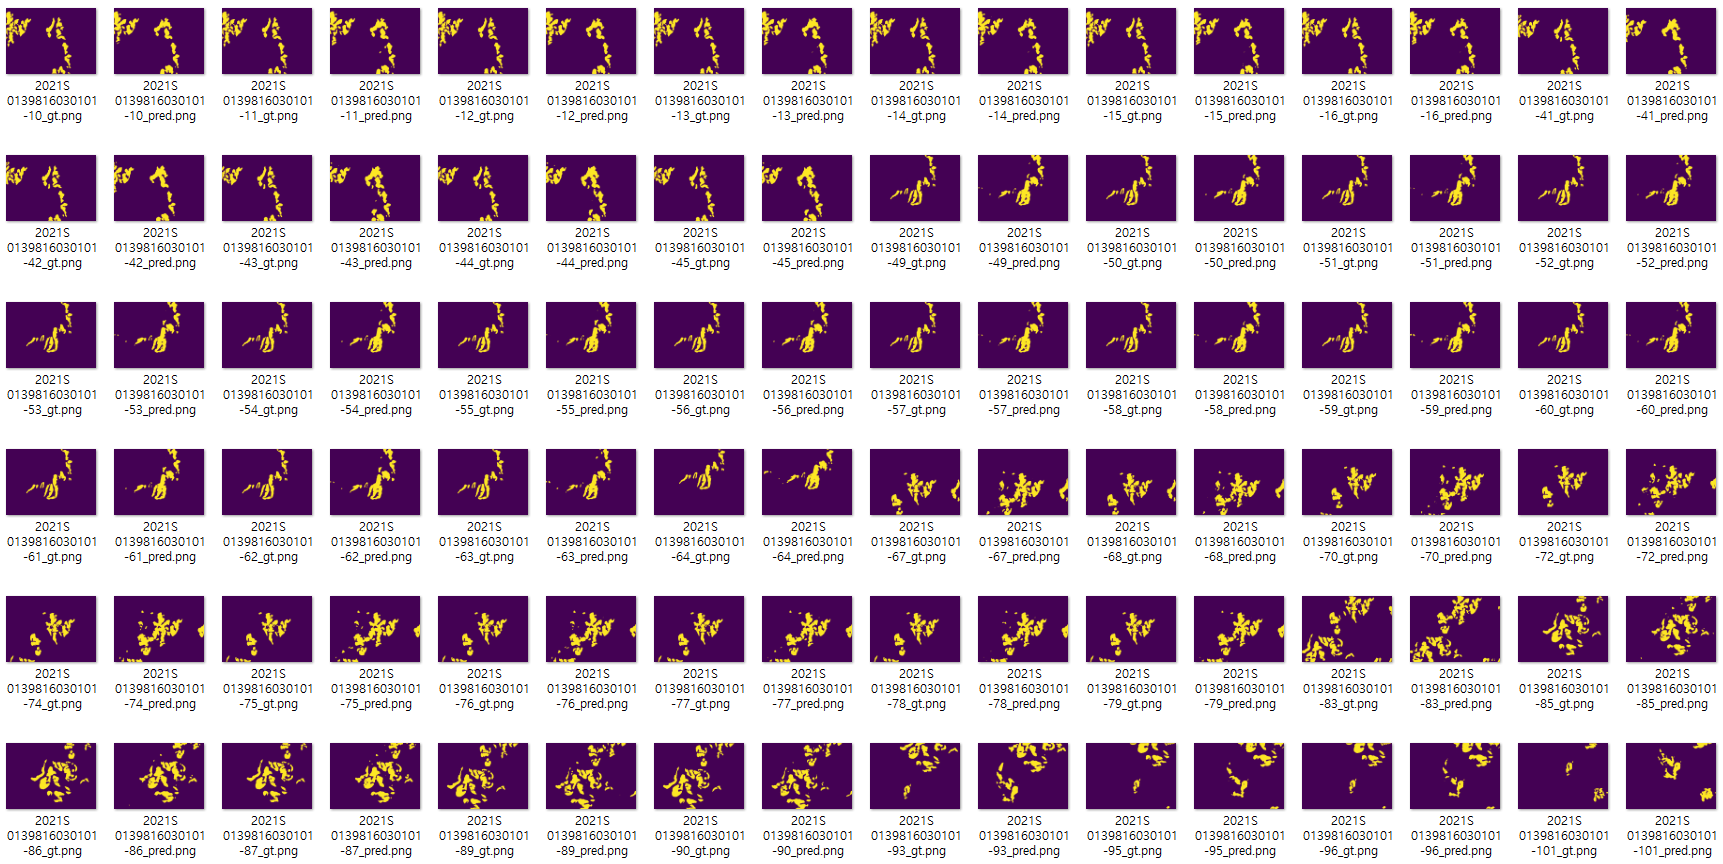 2021S 2021S 2021S 2021S 2021S 2021S 2021S 2021S 2021S 2021S 2021S 2021S 2021S 2021S 2021S 2021S
0139816030101 0139816030101 0139816030101 0139816030101 0139816030101 0139816030101 0139816030101 0139816030101 0139816030101 0139816030101 0139816030101 0139816030101 0139816030101 0139816030101 0139816030101 0139816030101
-10_gt.png -10_pred.png -11_gt.png -11_pred.png -12_gt.png -12_pred.png -13_gt.png -13_pred.png -14_gt.png -14_pred.png -15_gt.png -15_pred.png -16_gt.png -16_pred.png -41_gt.png -41_pred.png
2021S 2021S 2021S 2021S 2021S 2021S 2021S 2021S 2021S 2021S 2021S 2021S 2021S 2021S 2021S 2021S
0139816030101 0139816030101 0139816030101 0139816030101 0139816030101 0139816030101 0139816030101 0139816030101 0139816030101 0139816030101 0139816030101 0139816030101 0139816030101 0139816030101 0139816030101 0139816030101
-42_gt.png -42_pred.png -43_gt.png -43_pred.png -44_gt.png -44_pred.png -45_gt.png -45_pred.png -49_gt.png -49_pred.png -50_gt.png -50_pred.png -51_gt.png -51_pred.png -52_gt.png -52_pred.png
2021S 2021S 2021S 2021S 2021S 2021S 2021S 2021S 2021S 2021S 2021S 2021S 2021S 2021S 2021S 2021S
0139816030101 0139816030101 0139816030101 0139816030101 0139816030101 0139816030101 0139816030101 0139816030101 0139816030101 0139816030101 0139816030101 0139816030101 0139816030101 0139816030101 0139816030101 0139816030101
-53_gt.png -53_pred.png -54_gt.png -54_pred.png -55_gt.png -55_pred.png -56_gt.png -56_pred.png -57_gt.png -57_pred.png -58_gt.png -58_pred.png -59_gt.png -59_pred.png -60_gt.png -60_pred.png
2021S 2021S 2021S 2021S 2021S 2021S 2021S 2021S 2021S 2021S 2021S 2021S 2021S 2021S 2021S 2021S
0139816030101 0139816030101 0139816030101 0139816030101 0139816030101 0139816030101 0139816030101 0139816030101 0139816030101 0139816030101 0139816030101 0139816030101 0139816030101 0139816030101 0139816030101 0139816030101
-61_gt.png -61_pred.png -62_gt.png -62_pred.png -63_gt.png -63_pred.png -64_gt.png -64_pred.png -67_gt.png -67_pred.png -68_gt.png -68_pred.png -70_gt.png -70_pred.png -72_gt.png -72_pred.png
2021S 2021S 2021S 2021S 2021S 2021S 2021S 2021S 2021S 2021S 2021S 2021S 2021S 2021S 2021S 2021S
0139816030101 0139816030101 0139816030101 0139816030101 0139816030101 0139816030101 0139816030101 0139816030101 0139816030101 0139816030101 0139816030101 0139816030101 0139816030101 0139816030101 0139816030101 0139816030101
-74_gt.png -74_pred.png -75_gt.png -75_pred.png -76_gt.png -76_pred.png -77_gt.png -77_pred.png -78_gt.png -78_pred.png -79_gt.png -79_pred.png -83_gt.png -83_pred.png -85_gt.png -85_pred.png
2021S 2021S 2021S 2021S 2021S 2021S 2021S 2021S 2021S 2021S 2021S 2021S 2021S 2021S 2021S 2021S
0139816030101 0139816030101 0139816030101 0139816030101 0139816030101 0139816030101 0139816030101 0139816030101 0139816030101 0139816030101 0139816030101 0139816030101 0139816030101 0139816030101 0139816030101 0139816030101
-86_gt.png -86_pred.png -87_gt.png -87_pred.png -89_gt.png -89_pred.png -90_gt.png -90_pred.png -93_gt.png -93_pred.png -95_gt.png -95_pred.png -96_gt.png -96_pred.png -101_gt.png -101_pred.png